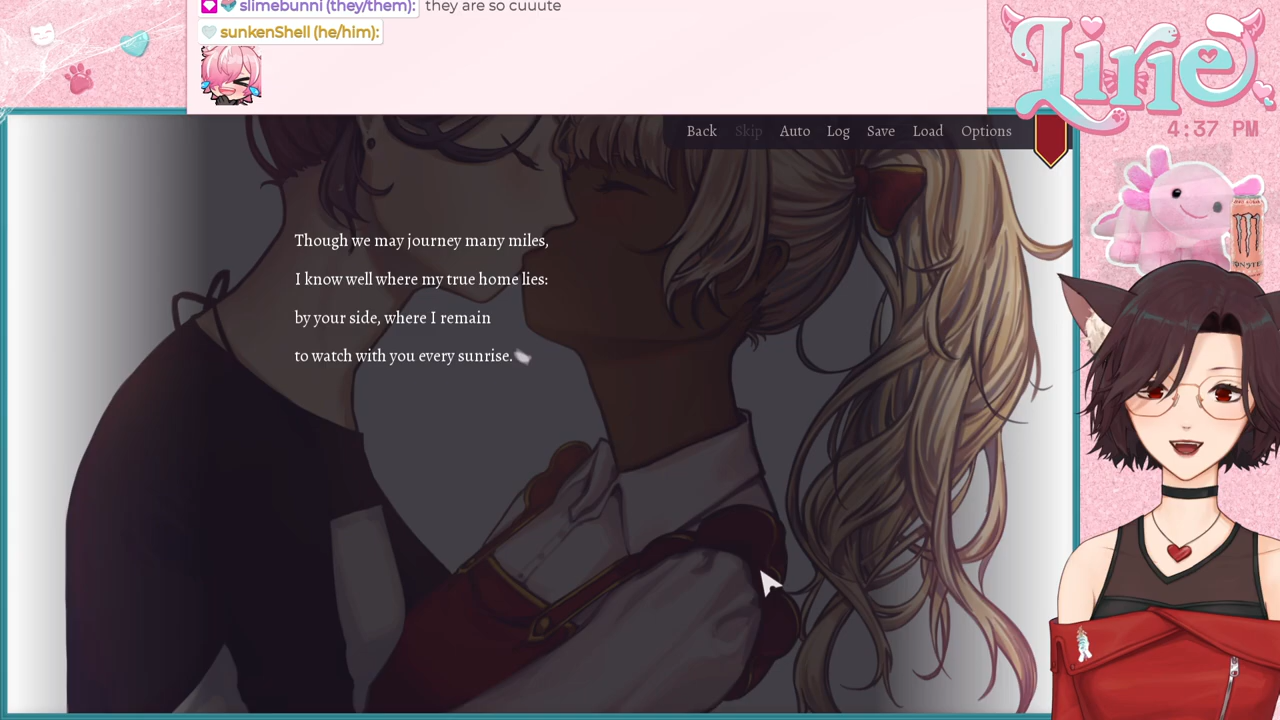 slimebunni (they/them): they are so cuuute
sunkenShell (he/him):
Lirie
4:37 PM
Back Skip Auto Log Save Load Options
Though we may journey many miles,
I know well where my true home lies:
by your side, where I remain
to watch with you every sunrise.
MONSTER